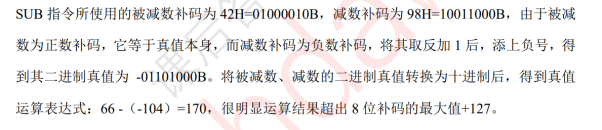 SUB 指令所使用的被减数补码为 42H=01000010B，减数补码为 98H=10011000B，由于被减
数为正数补码，它等于真值本身，而减数补码为负数补码，将其取反加 1 后，添上负号，得
到其二进制真值为 -01101000B。将被减数、减数的二进制真值转换为十进制后，得到真值
运算表达式：66 -（-104）=170，很明显运算结果超出 8 位补码的最大值+127。